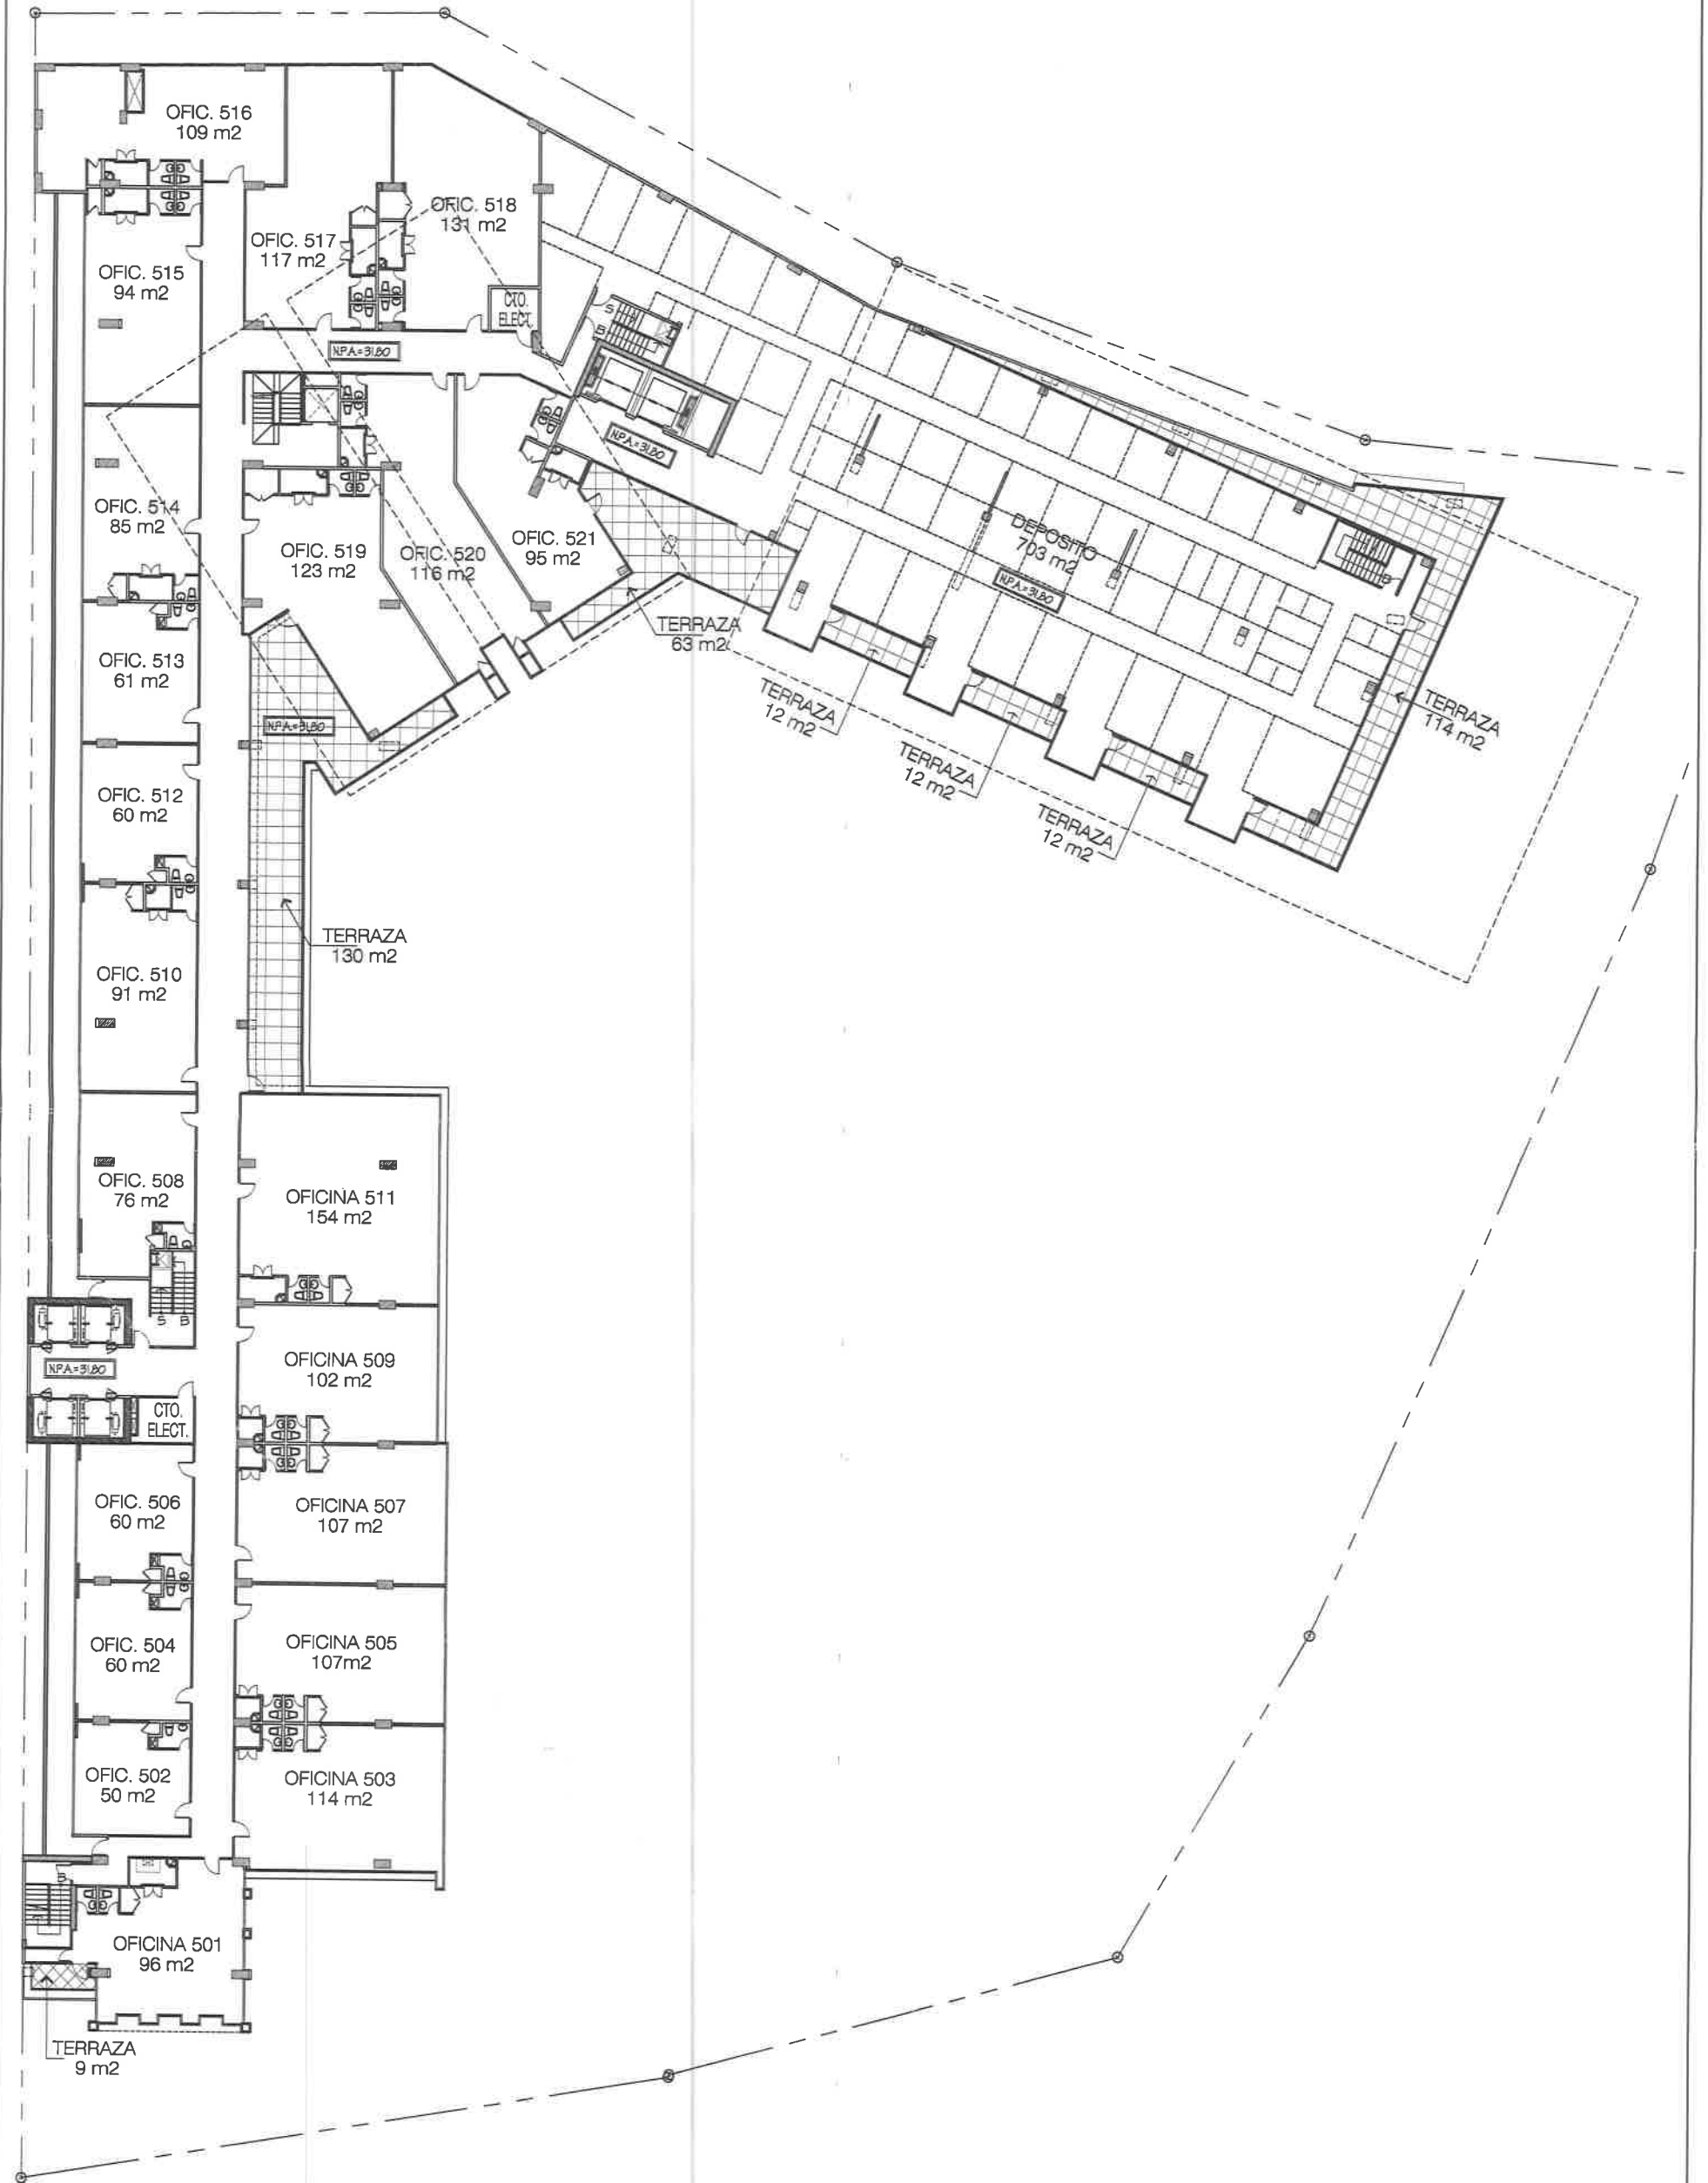 OFIC. 516
109 m2
OFIC. 518
131 m2
OFIC. 517
117 m2
OFIC. 515
94 m2
CTO.
ELECT.
S
B
N.P.A.=31.80
N.P.A.=31.80
OFIC. 514
85 m2
OFIC. 519
123 m2
OFIC. 520
116 m2
OFIC. 521
95 m2
DEPOSITO
703 m2
N.P.A.=31.80
B
TERRAZA
63 m2
OFIC. 513
61 m2
TERRAZA
12 m2
TERRAZA
12 m2
TERRAZA
12 m2
TERRAZA
114 m2
N.P.A.=31.80
OFIC. 512
60 m2
TERRAZA
130 m2
OFIC. 510
91 m2
OFIC. 508
76 m2
OFICINA 511
154 m2
S B
N.P.A.=31.80
OFICINA 509
102 m2
CTO.
ELECT.
OFIC. 506
60 m2
OFICINA 507
107 m2
OFIC. 504
60 m2
OFICINA 505
107m2
OFIC. 502
50 m2
OFICINA 503
114 m2
B
OFICINA 501
96 m2
TERRAZA
9 m2